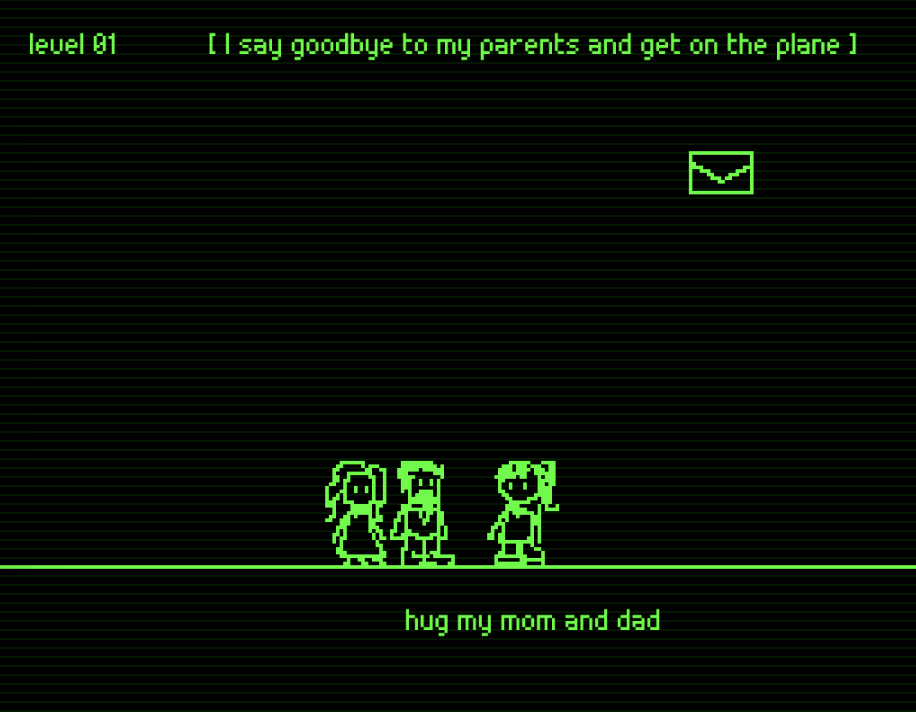 level 01
[ I say goodbye to my parents and get on the plane ]
hug my mom and dad